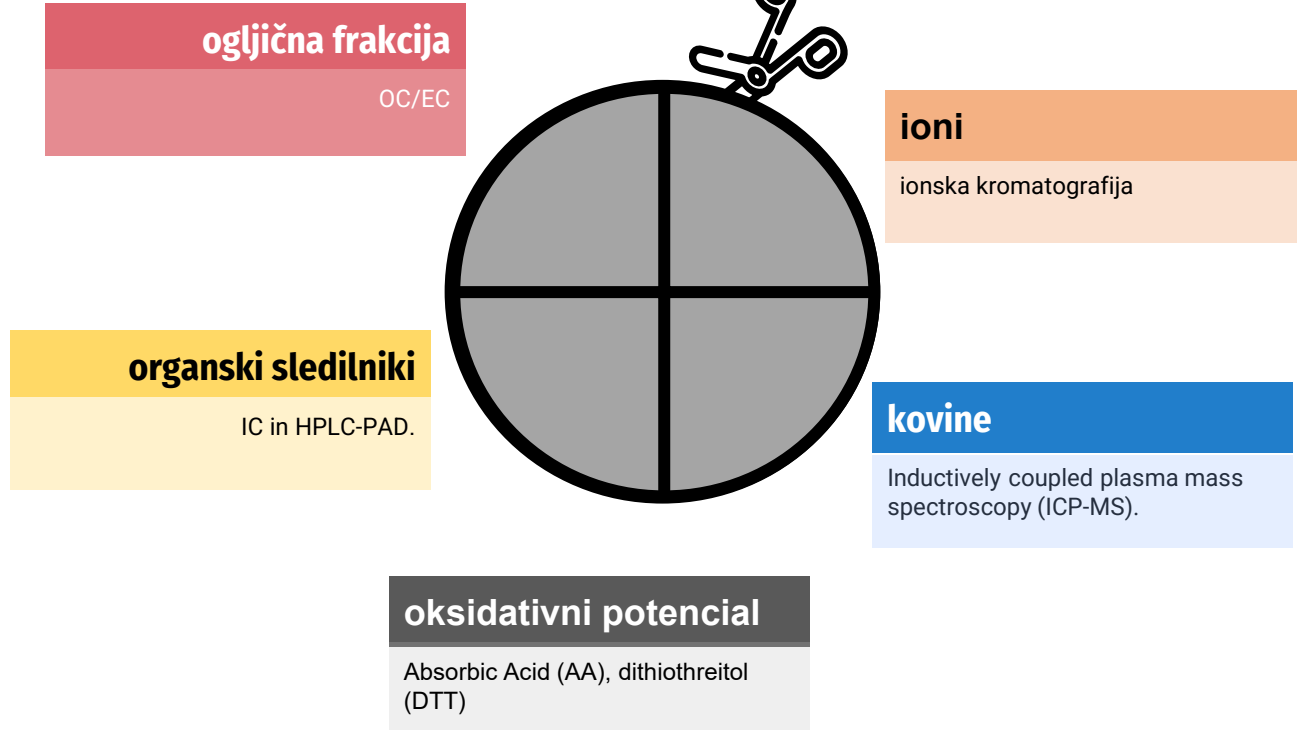 ogljična frakcija
OC/EC
ioni
ionska kromatografija
organski sledilniki
IC in HPLC-PAD.
kovine
Inductively coupled plasma mass
spectroscopy (ICP-MS).
oksidativni potencial
Absorbic Acid (AA), dithiothreitol
(DTT)